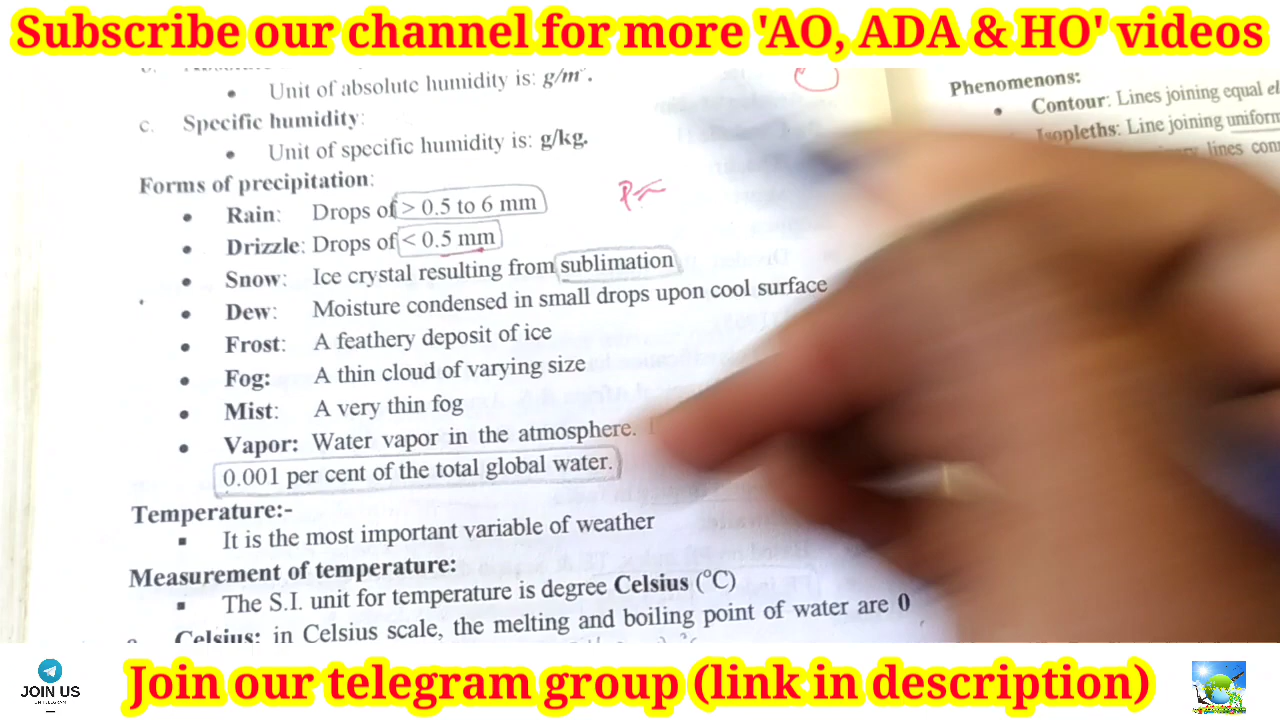 Subscribe our channel for more 'AO, ADA & HO' videos
• Unit of absolute humidity is: g/m³.
c. Specific humidity:
• Unit of specific humidity is: g/kg.
Forms of precipitation:
• Rain: Drops of > 0.5 to 6 mm
• Drizzle: Drops of < 0.5 mm
• Snow: Ice crystal resulting from sublimation
• Dew: Moisture condensed in small drops upon cool surface
• Frost: A feathery deposit of ice
• Fog: A thin cloud of varying size
• Mist: A very thin fog
• Vapor: Water vapor in the atmosphere.
0.001 per cent of the total global water.
Temperature:-
▪ It is the most important variable of weather
Measurement of temperature:
▪ The S.I. unit for temperature is degree Celsius (°C)
Celsius: in Celsius scale, the melting and boiling point of water are 0
Phenomenons:
• Contour: Lines joining equal
Isopleths: Line joining uniform
lines
Join our telegram group (link in description)
JOIN US
ON TELEGRAM